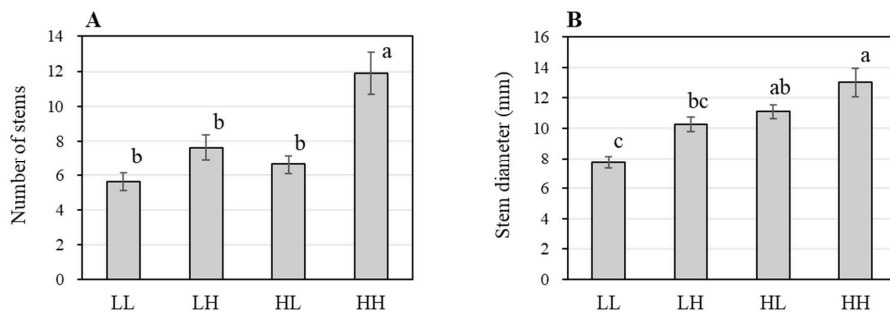 A
Number of stems
14
12
10
8
6
4
2
0
b
b
b
a
LL LH HL HH
B
Stem diameter (mm)
16
14
12
10
8
6
4
2
0
c
bc
ab
a
LL LH HL HH